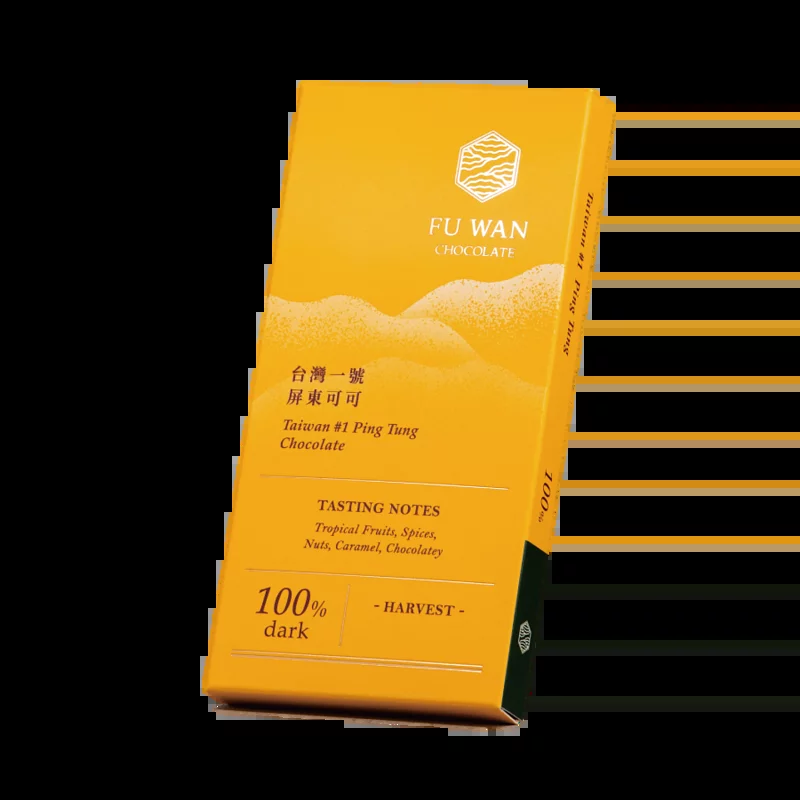 FU WAN
CHOCOLATE
台灣一號
屏東可可
Taiwan #1 Ping Tung
Chocolate
TASTING NOTES
Tropical Fruits, Spices,
Nuts, Caramel, Chocolatey
100%
dark
- HARVEST -
Taiwan #1 Ping Tung
100%